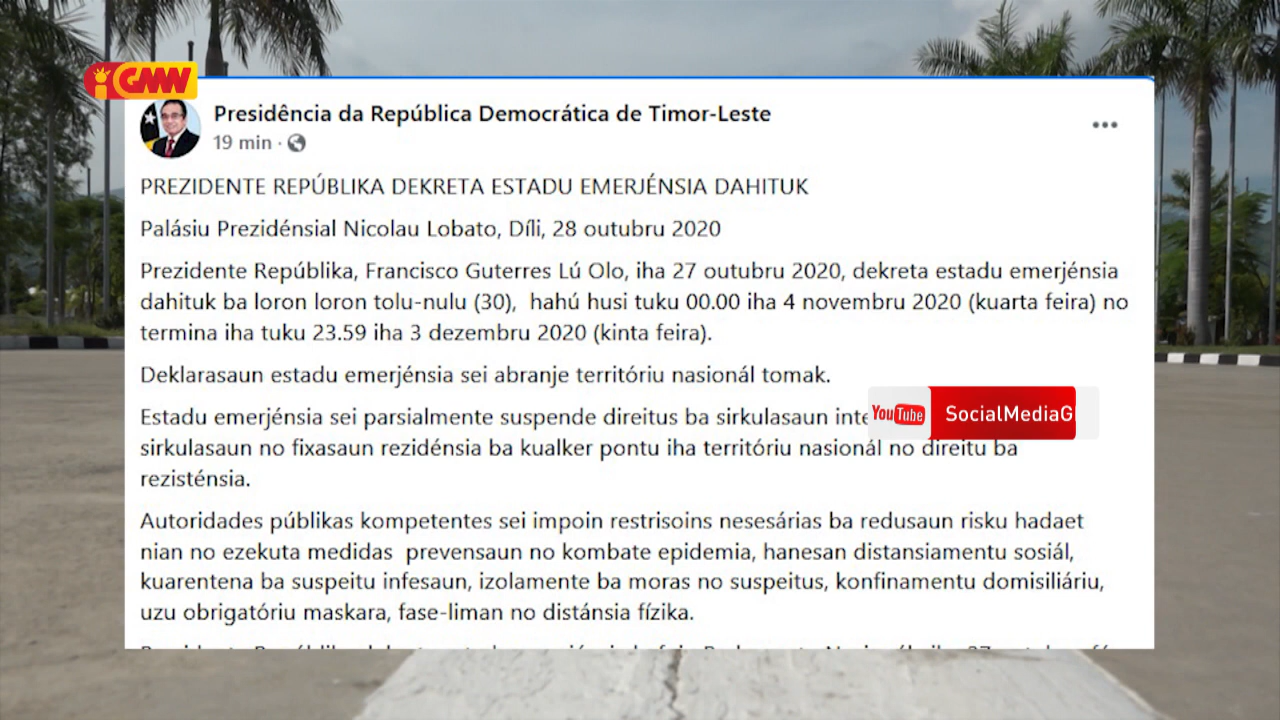 GMN
Presidência da República Democrática de Timor-Leste
19 min ·
PREZIDENTE REPÚBLIKA DEKRETA ESTADU EMERJÉNSIA DAHITUK
Palásiu Prezidénsial Nicolau Lobato, Díli, 28 outubru 2020
Prezidente Repúblika, Francisco Guterres Lú Olo, iha 27 outubru 2020, dekreta estadu emerjénsia
dahituk ba loron loron tolu-nulu (30), hahú husi tuku 00.00 iha 4 novembru 2020 (kuarta feira) no
termina iha tuku 23.59 iha 3 dezembru 2020 (kinta feira).
Deklarasaun estadu emerjénsia sei abranje territóriu nasionál tomak.
Estadu emerjénsia sei parsialmente suspende direitus ba sirkulasaun
YouTube SocialMediaG
sirkulasaun no fixasaun rezidénsia ba kualker pontu iha territóriu nasionál no direitu ba
rezisténsia.
Autoridades públikas kompetentes sei impoin restrisoins nesesárias ba redusaun risku hadaet
nian no ezekuta medidas prevensaun no kombate epidemia, hanesan distansiamentu sosiál,
kuarentena ba suspeitu infesaun, izolamente ba moras no suspeitus, konfinamentu domisiliáriu,
uzu obrigatóriu maskara, fase-liman no distánsia fízika.